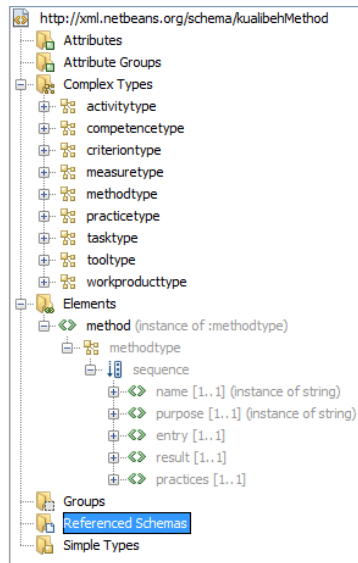 http://xml.netbeans.org/schema/kualibehMethod
Attributes
Attribute Groups
Complex Types
activitytype
competencetype
criteriontype
measuretype
methodtype
practicetype
tasktype
tooltype
workproducttype
Elements
method (instance of :methodtype)
methodtype
sequence
name [1..1] (instance of string)
purpose [1..1] (instance of string)
entry [1..1]
result [1..1]
practices [1..1]
Groups
Referenced Schemas
Simple Types